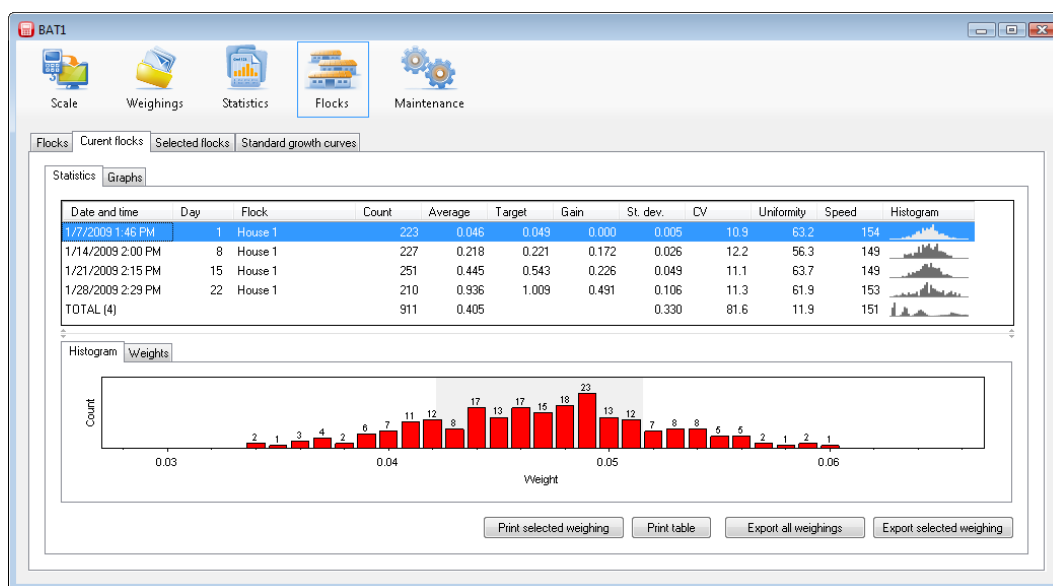 BAT1
Scale Weighings Statistics Flocks Maintenance
Flocks Curent flocks Selected flocks Standard growth curves
Statistics Graphs
Date and time Day Flock Count Average Target Gain St. dev. CV Uniformity Speed Histogram
1/7/2009 1:46 PM 1 House 1 223 0.046 0.049 0.000 0.005 10.9 63.2 154
1/14/2009 2:00 PM 8 House 1 227 0.218 0.221 0.172 0.026 12.2 56.3 149
1/21/2009 2:15 PM 15 House 1 251 0.445 0.543 0.226 0.049 11.1 63.7 149
1/28/2009 2:29 PM 22 House 1 210 0.936 1.009 0.491 0.106 11.3 61.9 153
TOTAL (4) 911 0.405 0.330 81.6 11.9 151
Histogram Weights
Count
2 1 3 4 2 6 7 11 12 8 17 13 17 15 18 23 13 12 7 8 8 5 5 2 1 2 1
0.03 0.04 0.05 0.06
Weight
Print selected weighing Print table Export all weighings Export selected weighing